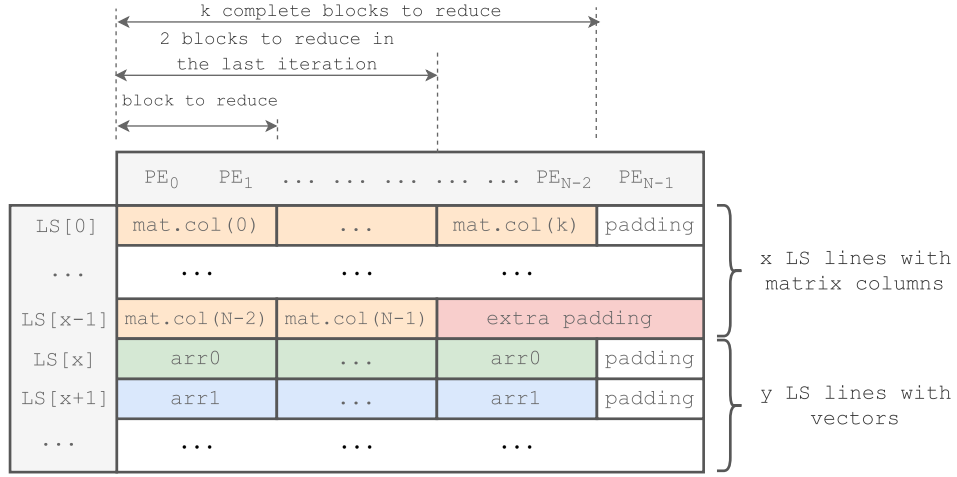 k complete blocks to reduce
2 blocks to reduce in
the last iteration
block to reduce
PE0 PE1 ... ... ... ... ... PEN-2 PEN-1
LS[0] mat.col(0) ... mat.col(k) padding
... ... ... ...
x LS lines with
matrix columns
LS[x-1] mat.col(N-2) mat.col(N-1) extra padding
LS[x] arr0 ... arr0 padding
LS[x+1] arr1 ... arr1 padding
y LS lines with
vectors
... ... ... ...